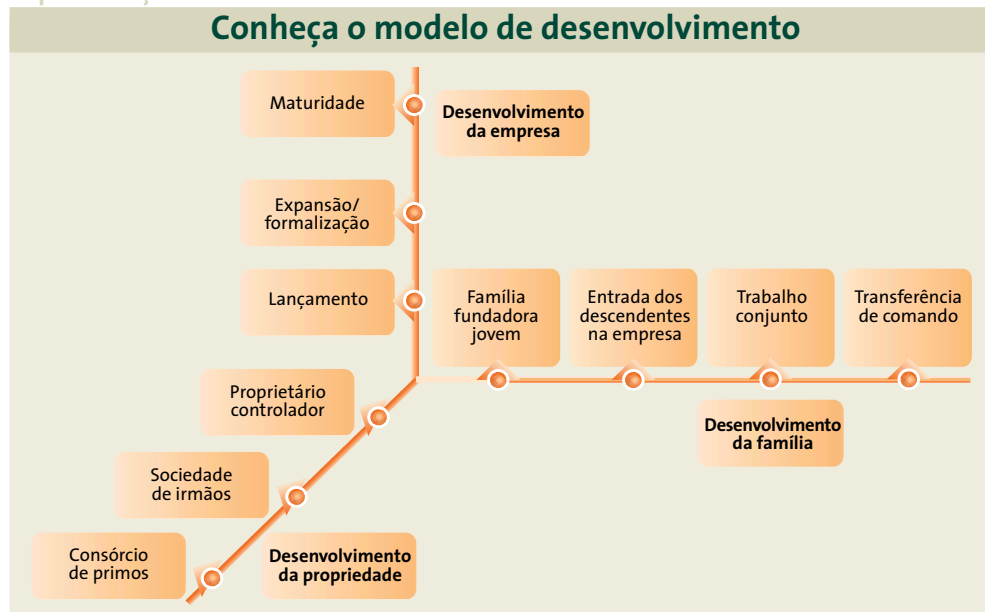 Conheça o modelo de desenvolvimento
Maturidade
Desenvolvimento
da empresa
Expansão/
formalização
Lançamento
Família
fundadora
jovem
Entrada dos
descendentes
na empresa
Trabalho
conjunto
Transferência
de comando
Proprietário
controlador
Desenvolvimento
da família
Sociedade
de irmãos
Consórcio
de primos
Desenvolvimento
da propriedade